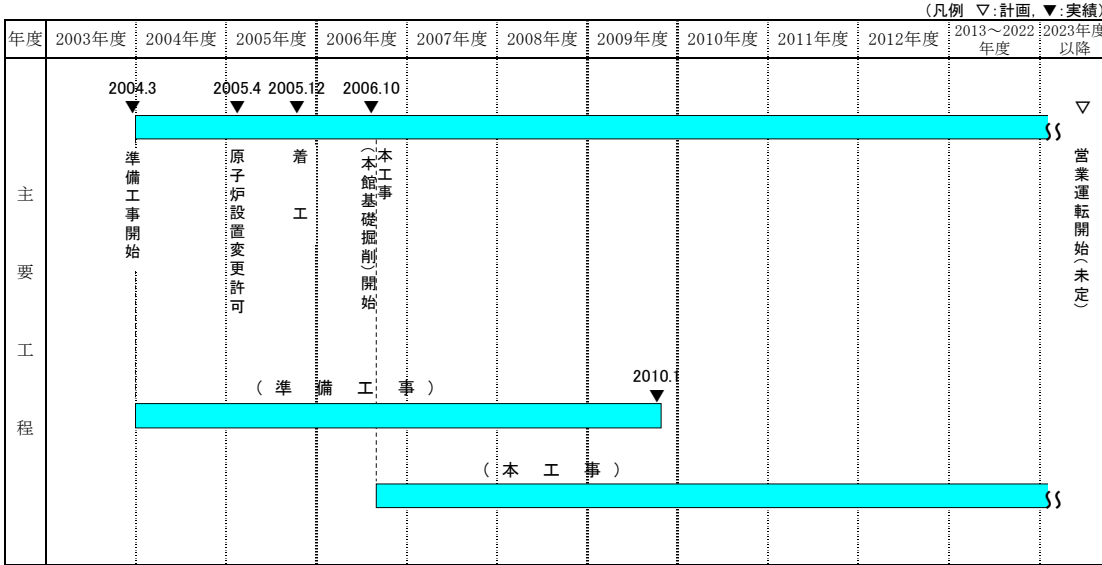 (凡例 ▽:計画, ▼:実績)
年度 2003年度 2004年度 2005年度 2006年度 2007年度 2008年度 2009年度 2010年度 2011年度 2012年度 2013~2022年度 2023年度以降
主要工程
2004.3 2005.4 2005.12 2006.10
▼ ▼ ▼ ▼ ▽
準備工事開始
原子炉設置変更許可
着工
本工事
(本館基礎掘削)開始
営業運転開始(未定)
(準備工事)
2010.1
▼
(本工事)